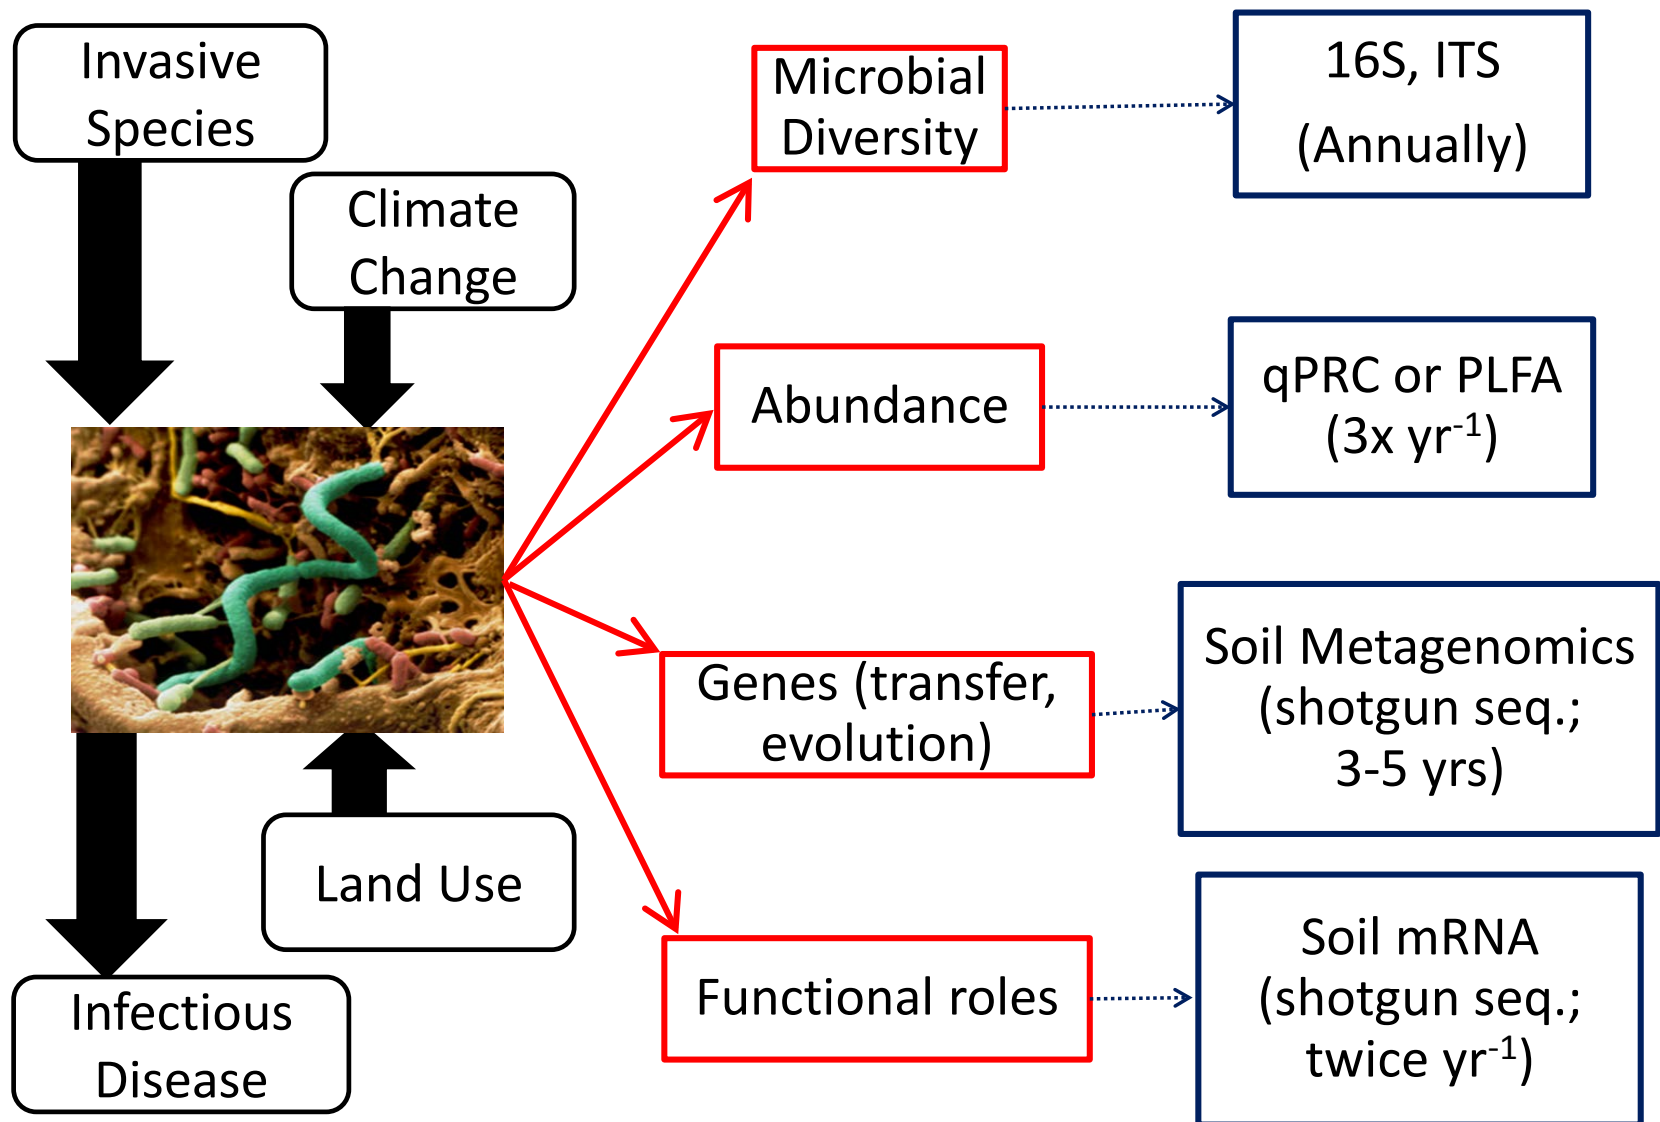 Invasive
Species
Climate
Change
Land Use
Infectious
Disease
Microbial
Diversity
16S, ITS
(Annually)
Abundance
qPRC or PLFA
(3x yr⁻¹)
Genes (transfer,
evolution)
Soil Metagenomics
(shotgun seq.;
3-5 yrs)
Functional roles
Soil mRNA
(shotgun seq.;
twice yr⁻¹)